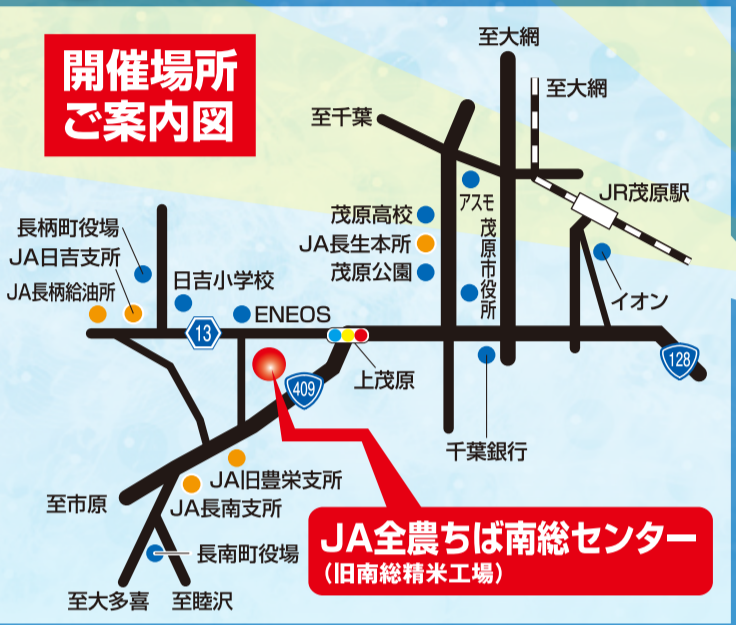 開催場所
ご案内図
至大網
至大網
至千葉
JR茂原駅
アスモ
茂原高校
JA長生本所
茂原公園
茂原市役所
イオン
長柄町役場
JA日吉支所
JA長柄給油所
日吉小学校
ENEOS
13
上茂原
128
409
千葉銀行
JA旧豊栄支所
JA長南支所
至市原
長南町役場
至大多喜
至睦沢
JA全農ちば南総センター
（旧南総精米工場）